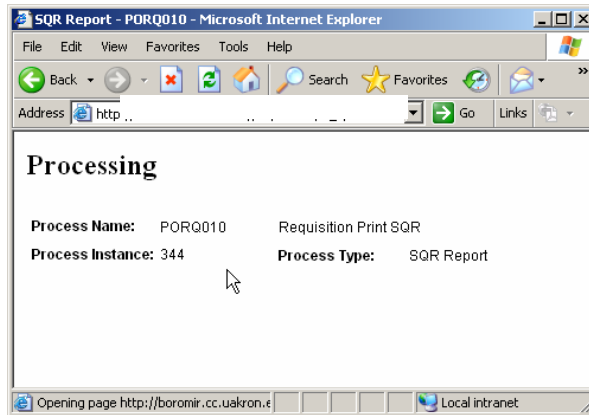 SQR Report - PORQ010 - Microsoft Internet Explorer
File Edit View Favorites Tools Help
Back Search Favorites »
Address http Go Links
Processing
Process Name: PORQ010 Requisition Print SQR
Process Instance: 344 Process Type: SQR Report
Opening page http://boromir.cc.uakron.e Local intranet